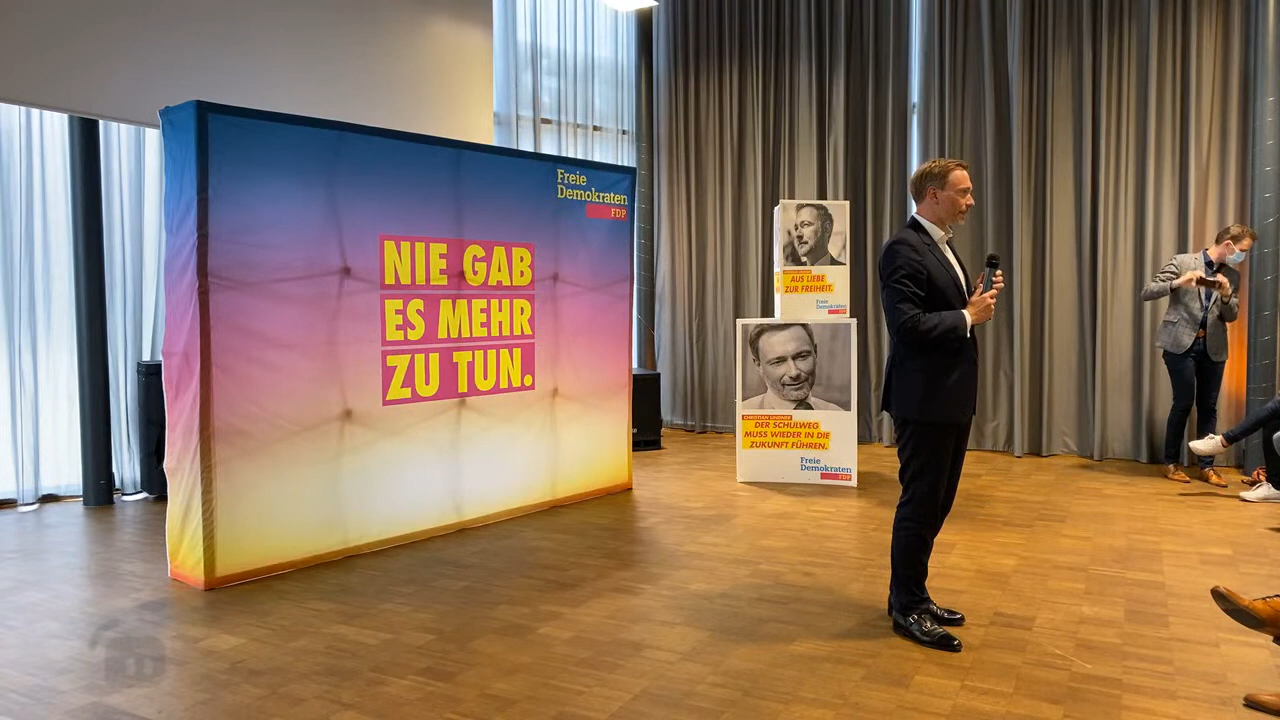 Freie
Demokraten
FDP
NIE GAB
ES MEHR
ZU TUN.
AUS LIEBE
ZUR FREIHEIT.
Freie
Demokraten
CHRISTIAN LINDNER
DER SCHULWEG
MUSS WIEDER IN DIE
ZUKUNFT FÜHREN.
Freie
Demokraten
FDP